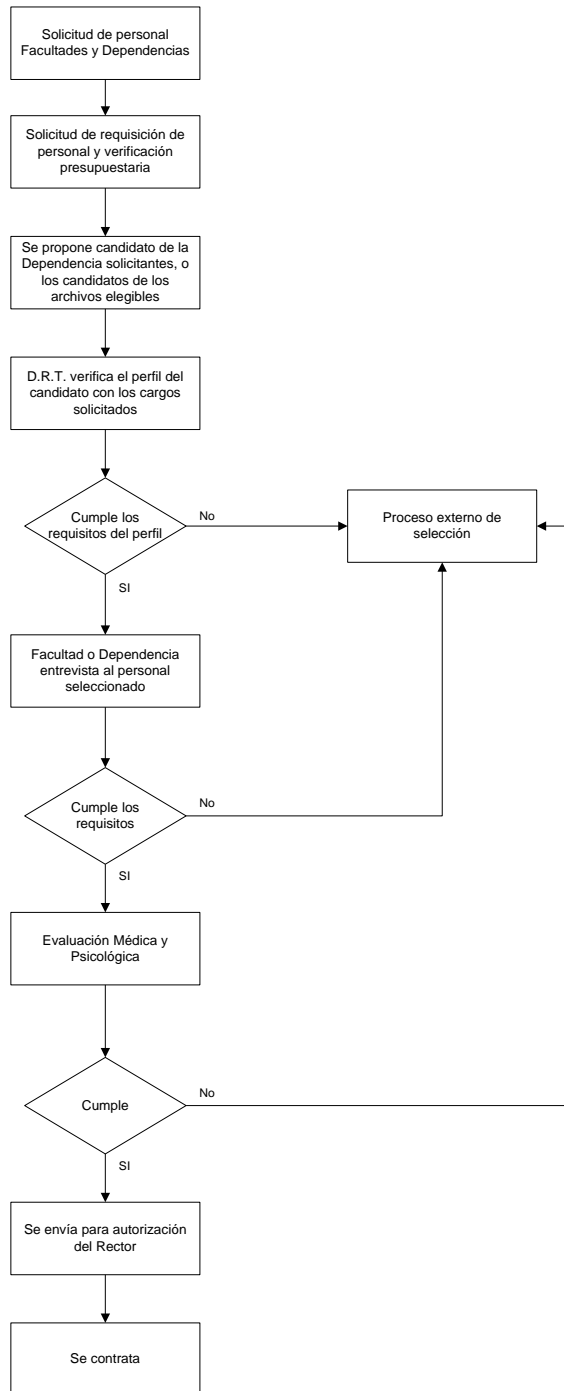 Solicitud de personal
Facultades y Dependencias
Solicitud de requisición de
personal y verificación
presupuestaria
Se propone candidato de la
Dependencia solicitantes, o
los candidatos de los
archivos elegibles
D.R.T. verifica el perfil del
candidato con los cargos
solicitados
Cumple los
requisitos del perfil
No
Proceso externo de
selección
SI
Facultad o Dependencia
entrevista al personal
seleccionado
Cumple los
requisitos
No
SI
Evaluación Médica y
Psicológica
Cumple
No
SI
Se envía para autorización
del Rector
Se contrata